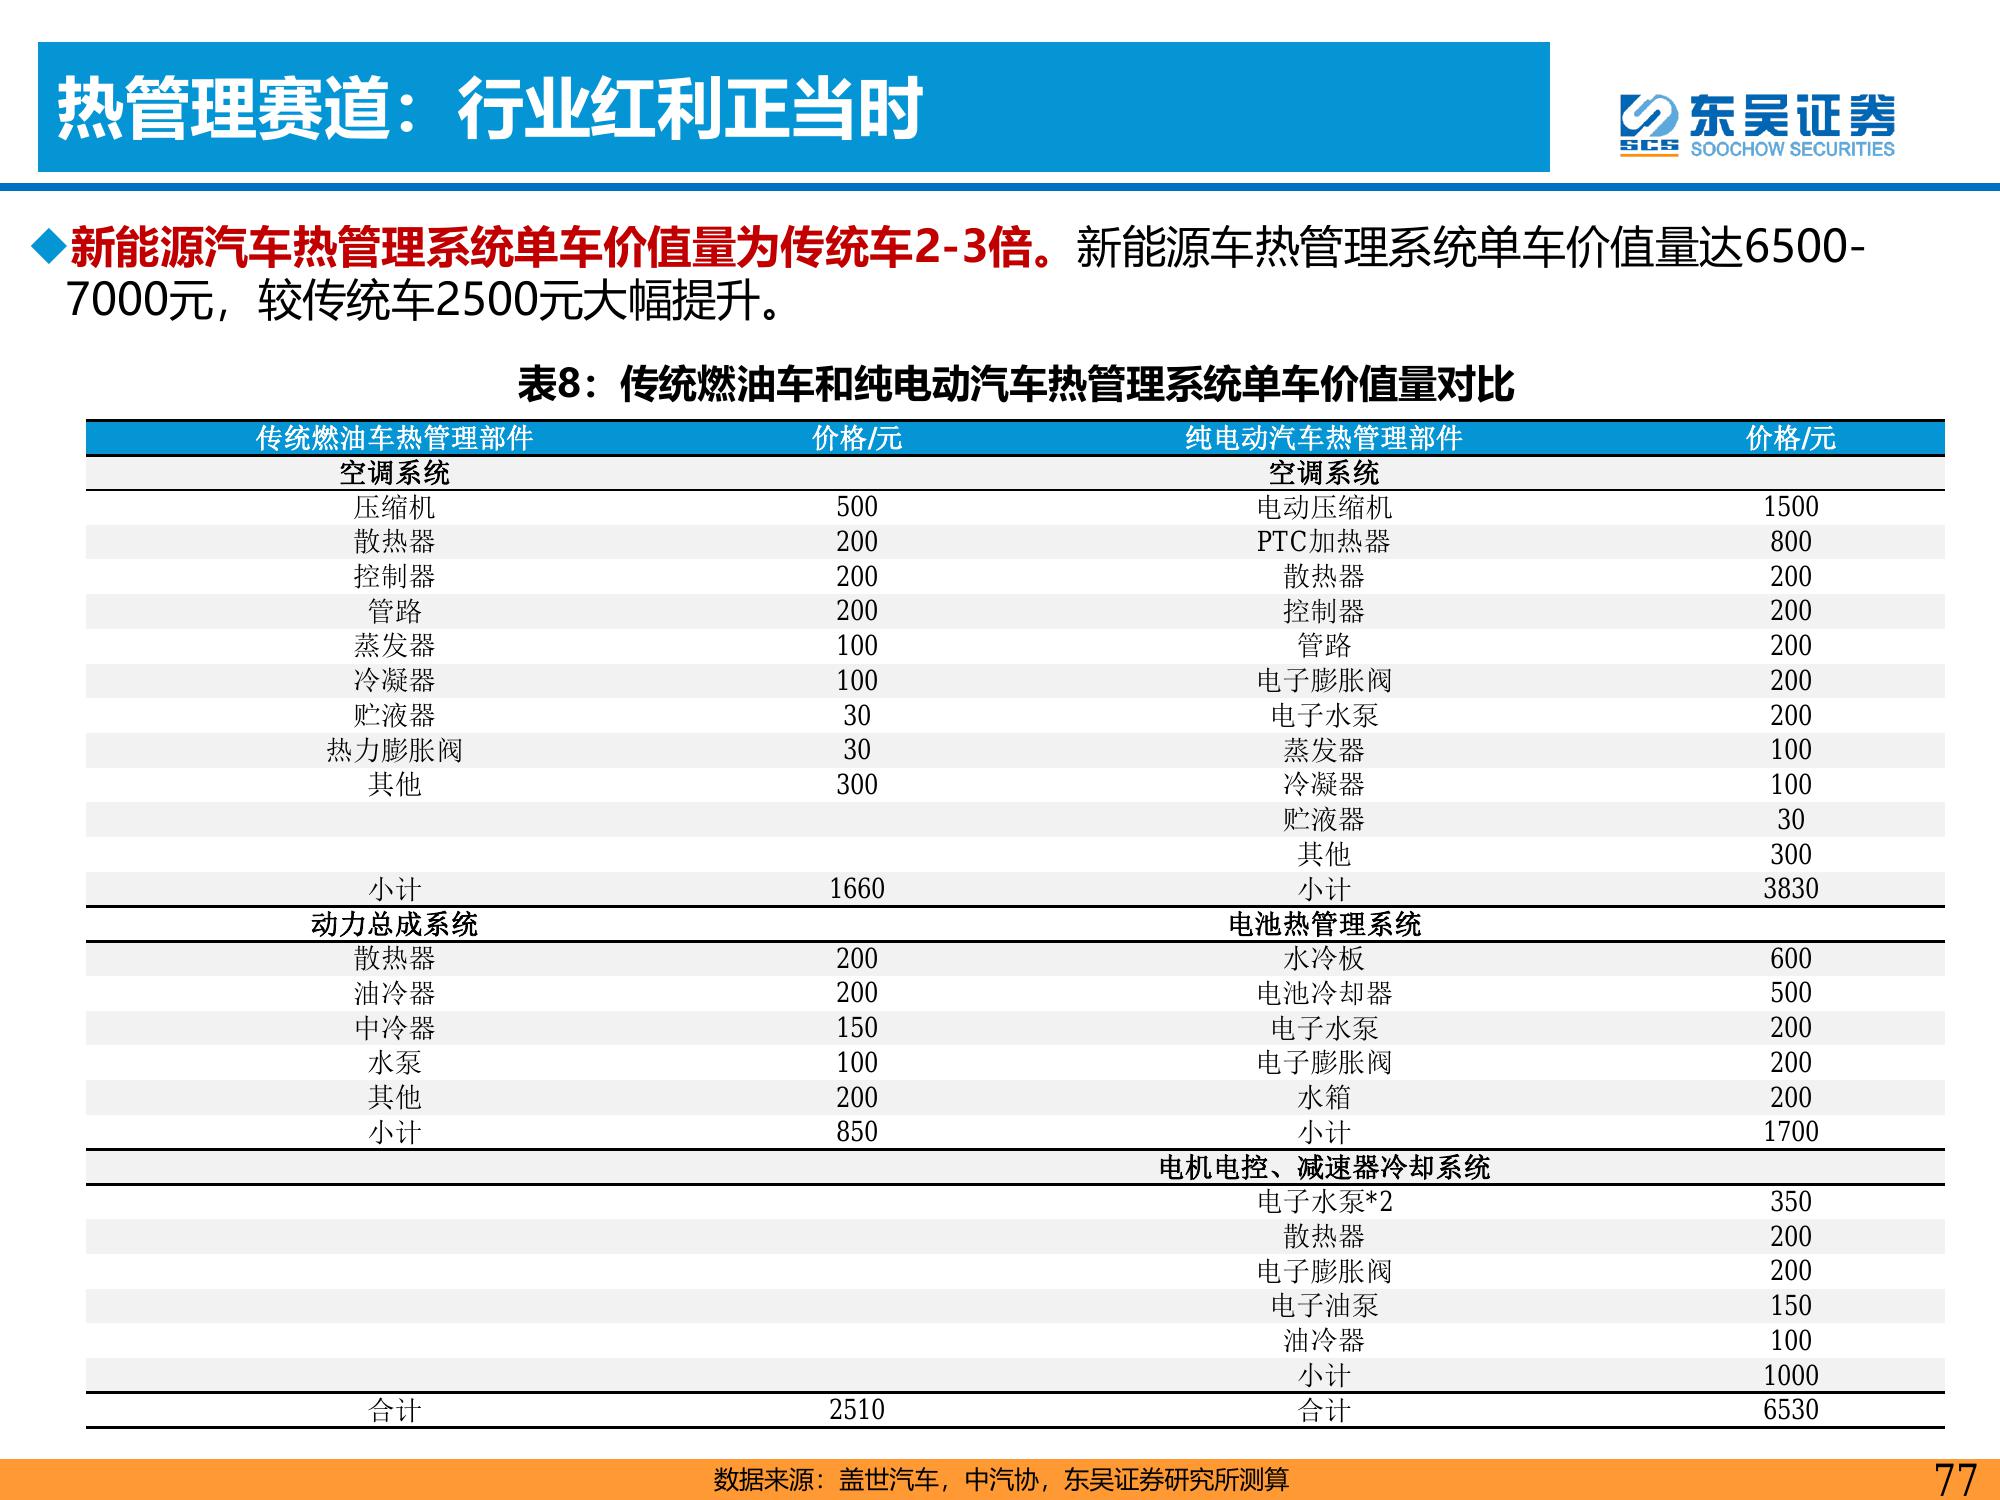 热管理赛道：行业红利正当时
东吴证券
SCS
SOOCHOW SECURITIES
新能源汽车热管理系统单车价值量为传统车2-3倍。新能源车热管理系统单车价值量达6500-
7000元，较传统车2500元大幅提升。
表8：传统燃油车和纯电动汽车热管理系统单车价值量对比
传统燃油车热管理部件 价格/元 纯电动汽车热管理部件 价格/元
空调系统 空调系统
压缩机 500 电动压缩机 1500
散热器 200 PTC加热器 800
控制器 200 散热器 200
管路 200 控制器 200
蒸发器 100 管路 200
冷凝器 100 电子膨胀阀 200
贮液器 30 电子水泵 200
热力膨胀阀 30 蒸发器 100
其他 300 冷凝器 100
贮液器 30
其他 300
小计 1660 小计 3830
动力总成系统 电池热管理系统
散热器 200 水冷板 600
油冷器 200 电池冷却器 500
中冷器 150 电子水泵 200
水泵 100 电子膨胀阀 200
其他 200 水箱 200
小计 850 小计 1700
电机电控、减速器冷却系统
电子水泵*2 350
散热器 200
电子膨胀阀 200
电子油泵 150
油冷器 100
小计 1000
合计 2510 合计 6530
数据来源：盖世汽车，中汽协，东吴证券研究所测算
77